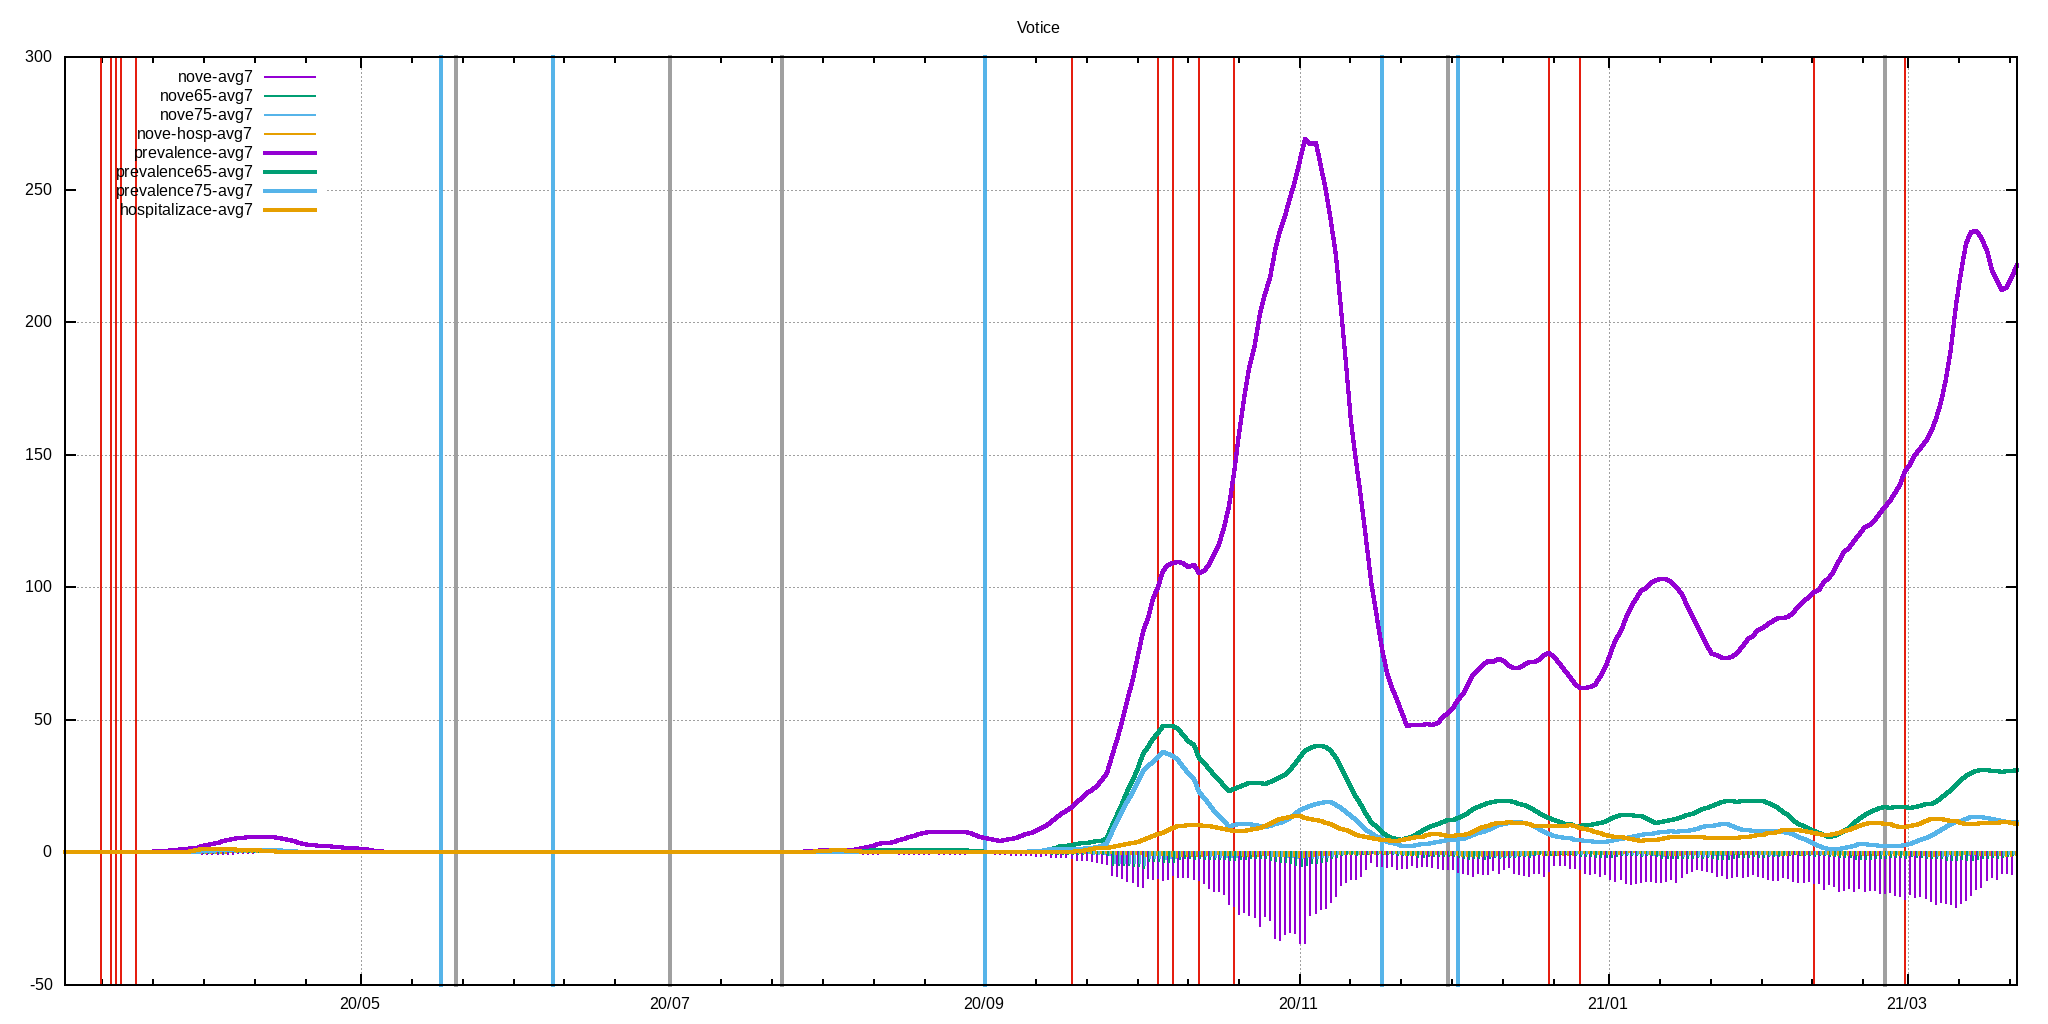 Votice
300
nove-avg7
nove65-avg7
nove75-avg7
nove-hosp-avg7
prevalence-avg7
prevalence65-avg7
prevalence75-avg7
hospitalizace-avg7
250
200
150
100
50
0
-50
20/05 20/07 20/09 20/11 21/01 21/03